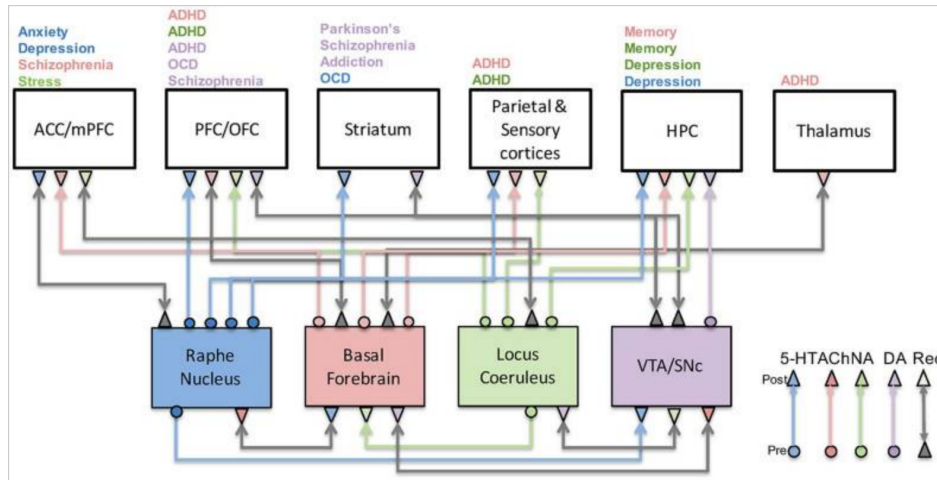 Anxiety
Depression
Schizophrenia
Stress
ADHD
ADHD
ADHD
OCD
Schizophrenia
Parkinson's
Schizophrenia
Addiction
OCD
ADHD
ADHD
Memory
Memory
Depression
Depression
ADHD
ACC/mPFC
PFC/OFC
Striatum
Parietal &
Sensory
cortices
HPC
Thalamus
Raphe
Nucleus
Basal
Forebrain
Locus
Coeruleus
VTA/SNc
5-HTAChNA DA Rec
Post
Pre